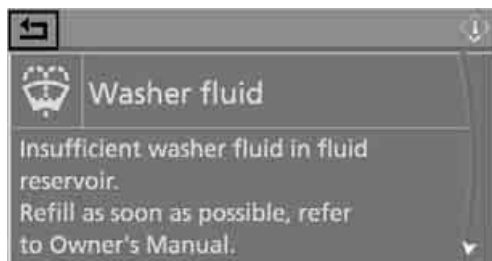 Washer fluid
Insufficient washer fluid in fluid
reservoir.
Refill as soon as possible, refer
to Owner's Manual.